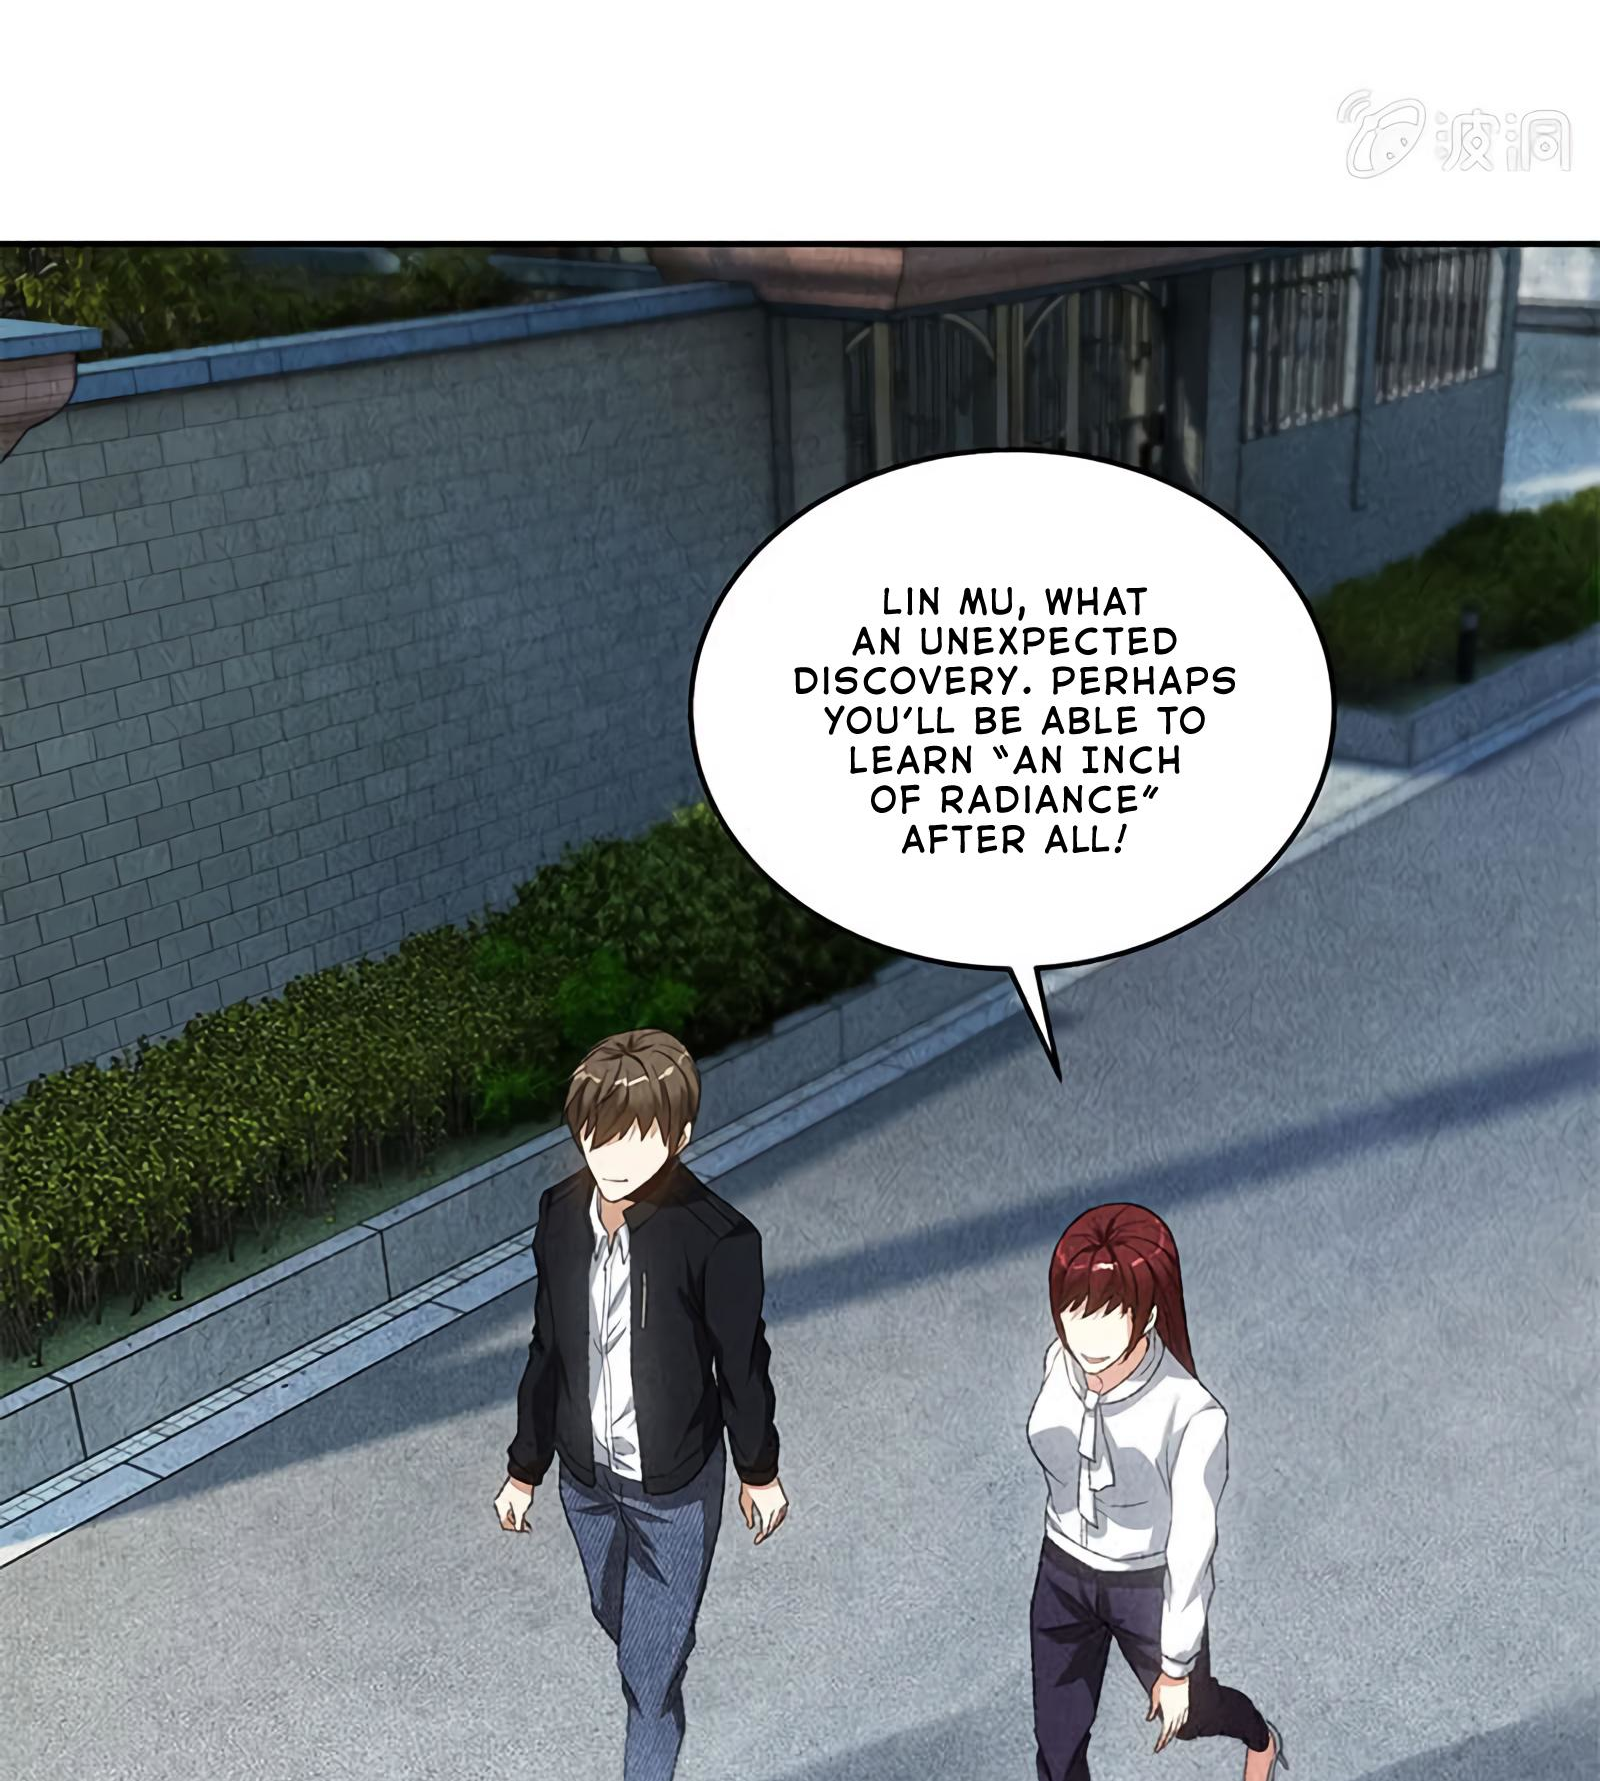 波洞
LIN MU, WHAT
AN UNEXPECTED
DISCOVERY. PERHAPS
YOU'LL BE ABLE TO
LEARN "AN INCH
OF RADIANCE"
AFTER ALL!